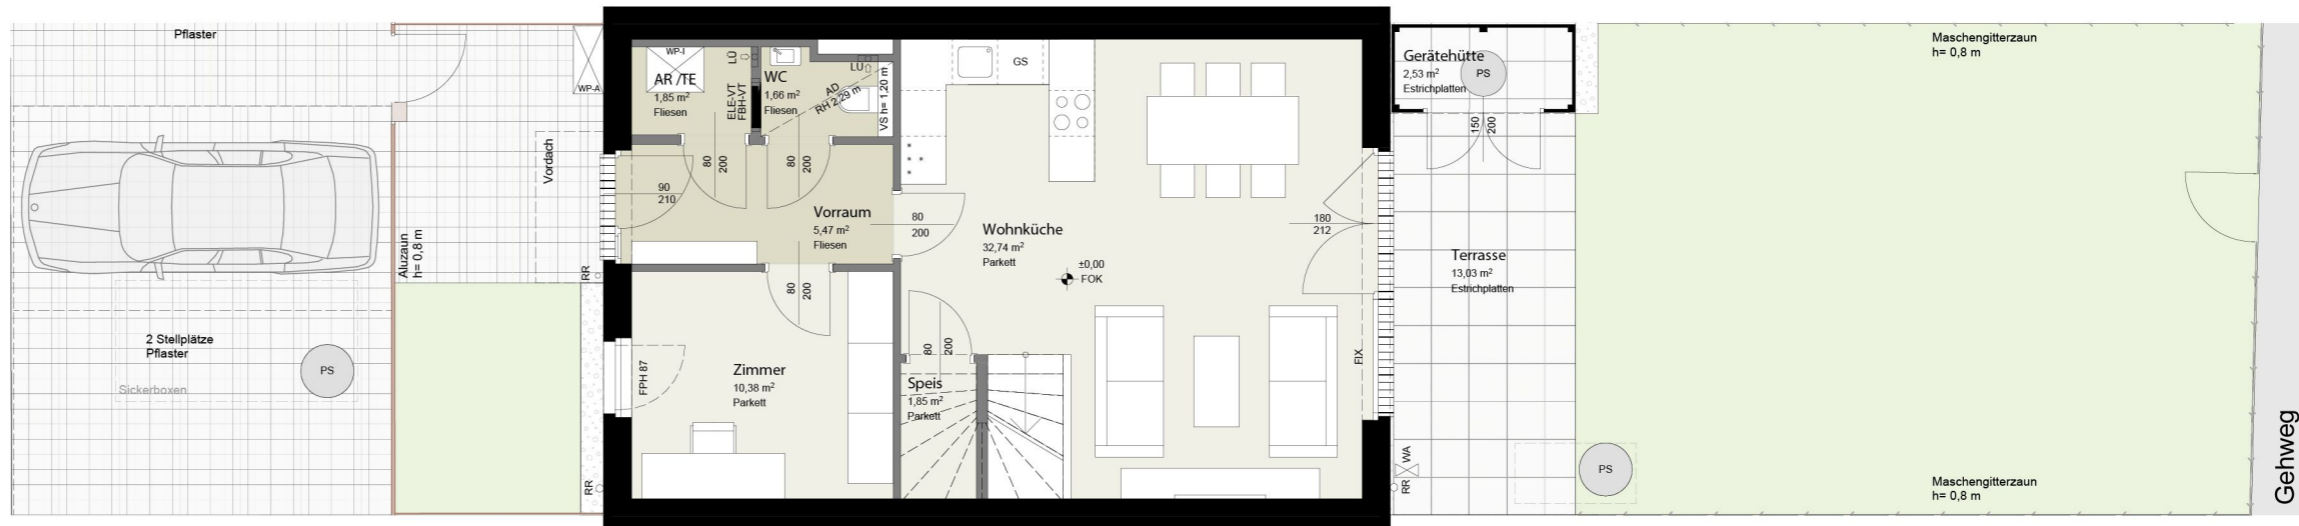 Pflaster
WP-A
Vordach
Aluzaun
h= 0,8 m
RR
2 Stellplätze
Pflaster
Sickerboxen
PS
RR
WP-I
AR /TE
1,85 m²
Fliesen
LÜ
ELE-VT
FBH-VT
WC
1,66 m²
Fliesen
LÜ
AD
RH 2,29 m
VS h= 1,20 m
80
200
80
200
90
210
Vorraum
5,47 m²
Fliesen
80
200
80
200
FPH 87
Zimmer
10,38 m²
Parkett
GS
Wohnküche
32,74 m²
Parkett
±0,00
FOK
80
200
Speis
1,85 m²
Parkett
180
212
FIX
Gerätehütte
2,53 m²
Estrichplatten
PS
150
200
Terrasse
13,03 m²
Estrichplatten
WA
RR
PS
Maschengitterzaun
h= 0,8 m
Maschengitterzaun
h= 0,8 m
Gehweg